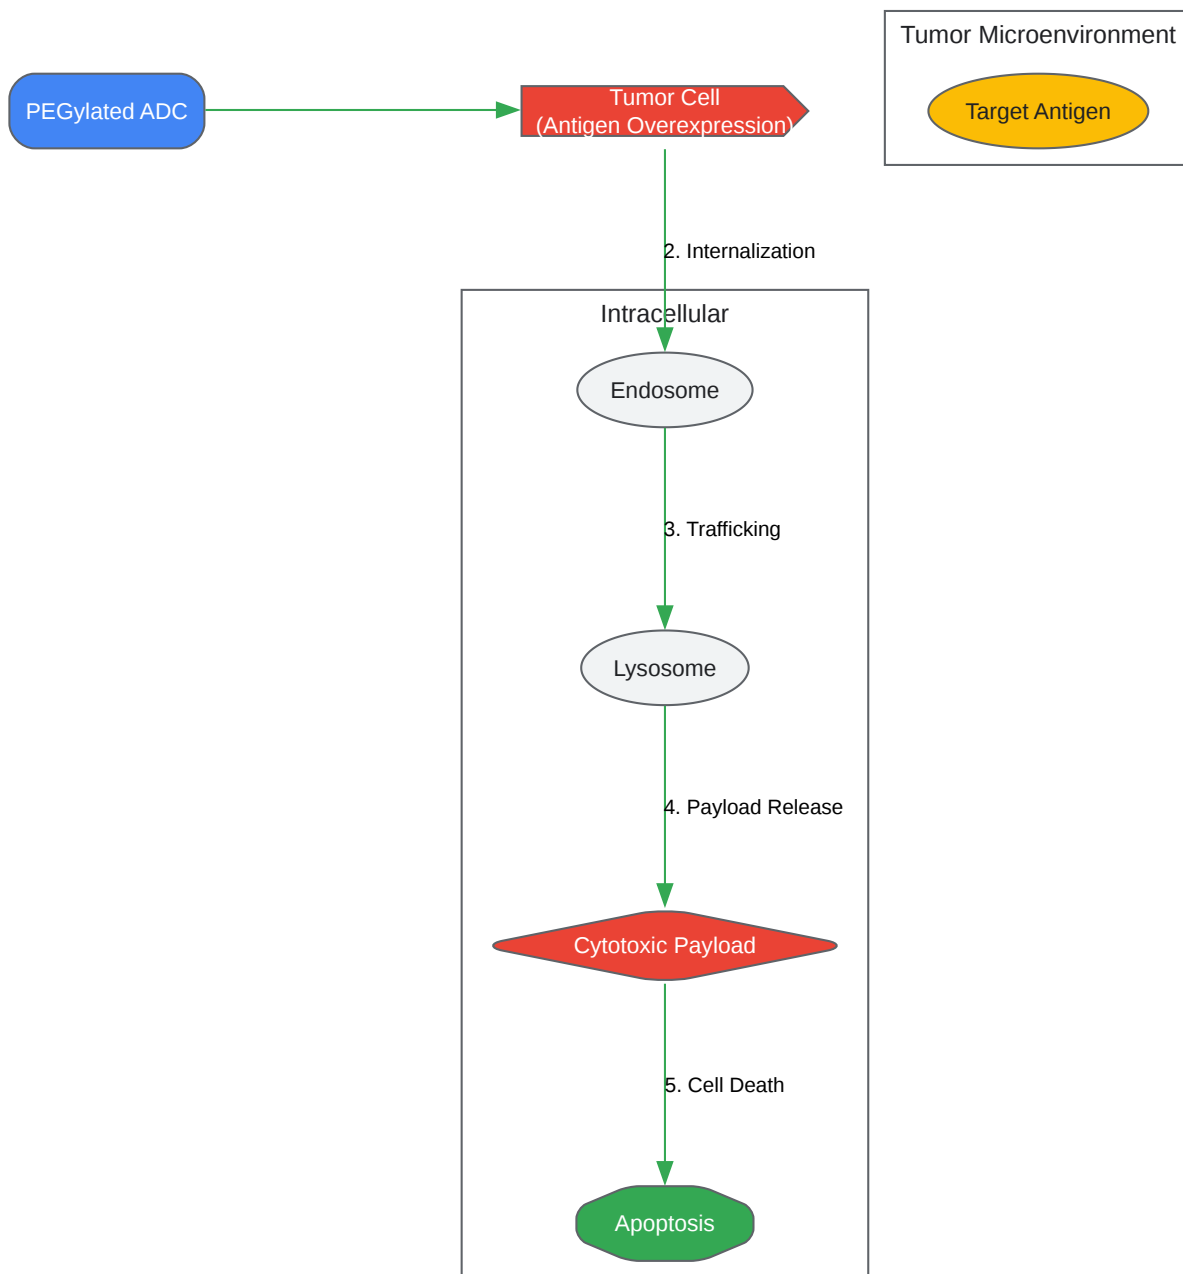 Tumor Microenvironment
PEGylated ADC
Tumor Cell
(Antigen Overexpression)
Target Antigen
2. Internalization
Intracellular
Endosome
3. Trafficking
Lysosome
4. Payload Release
Cytotoxic Payload
5. Cell Death
Apoptosis